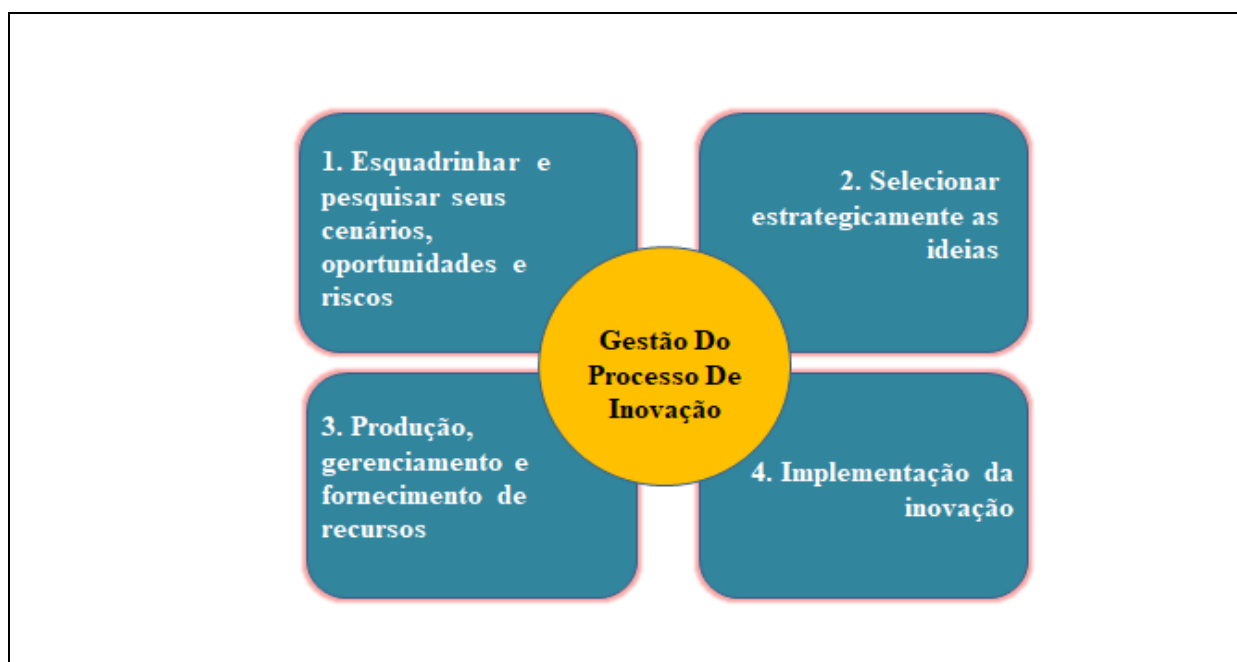 1. Esquadrinhar e
pesquisar seus
cenários,
oportunidades e
riscos
2. Selecionar
estrategicamente as
ideias
Gestão Do
Processo De
Inovação
3. Produção,
gerenciamento e
fornecimento de
recursos
4. Implementação da
inovação